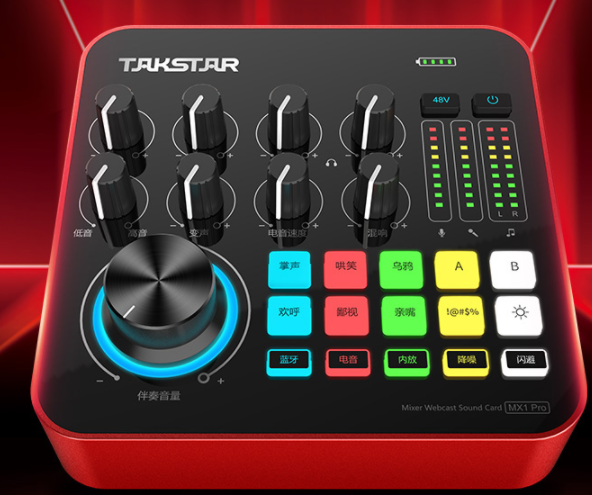 TAKSTAR
48V
低音
高音
变声
电音速度
混响
L R
掌声
哄笑
乌鸦
A
B
欢呼
鄙视
亲嘴
!@#$%
蓝牙
电音
内放
降噪
闪避
伴奏音量
Mixer Webcast Sound Card MX1 Pro